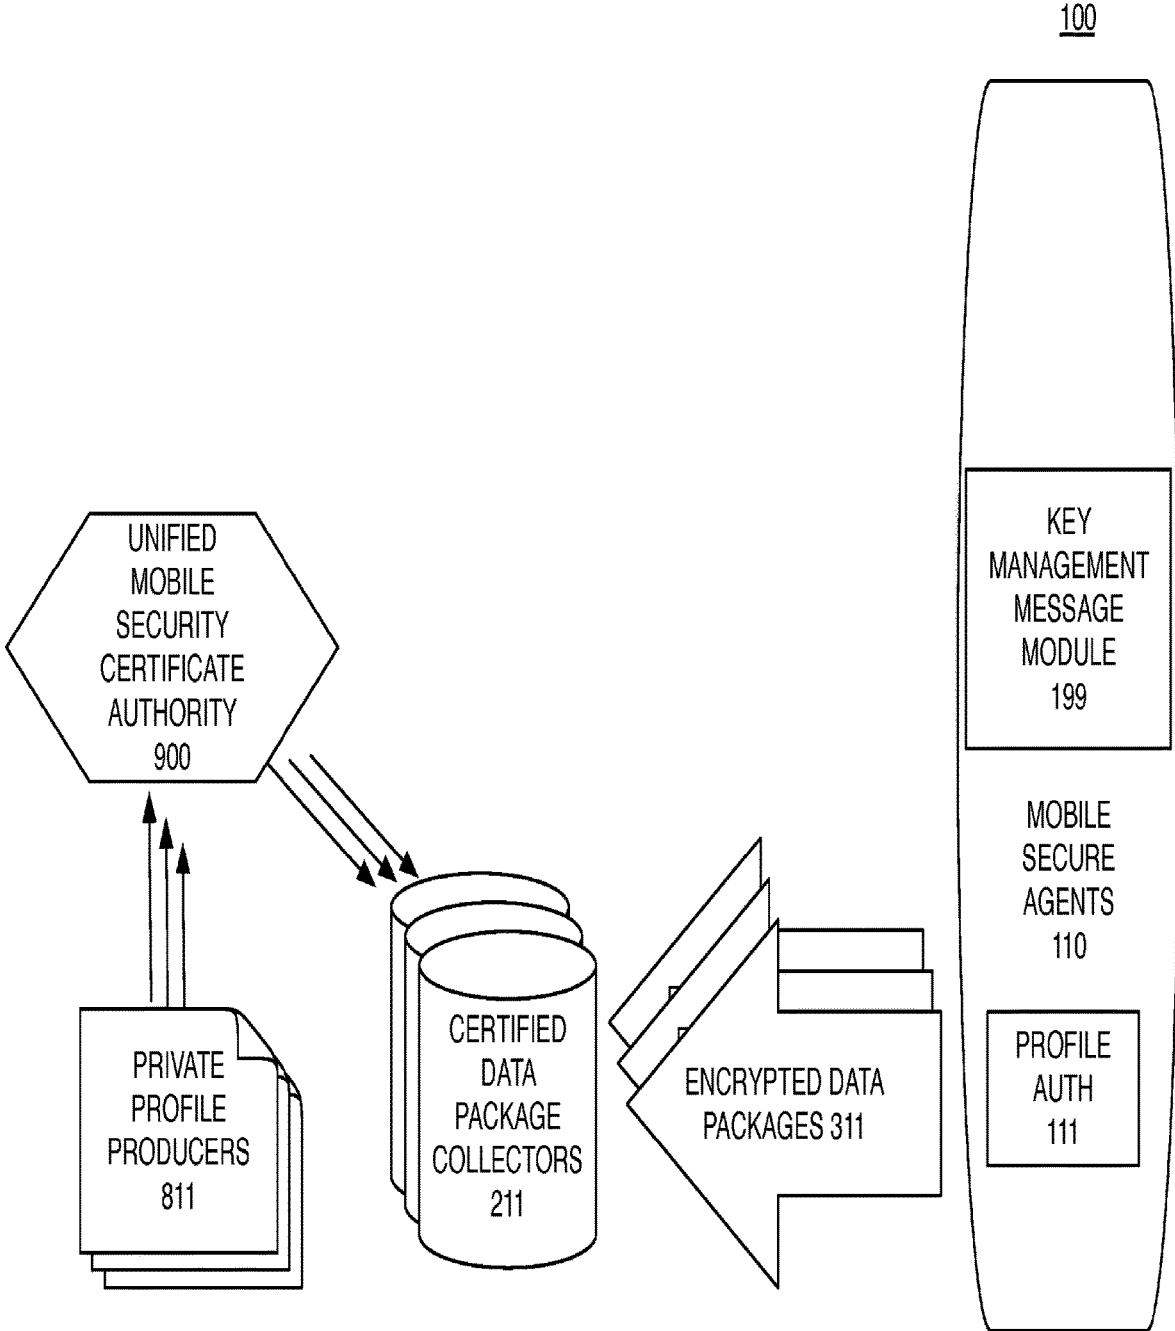 100
UNIFIED
MOBILE
SECURITY
CERTIFICATE
AUTHORITY
900
KEY
MANAGEMENT
MESSAGE
MODULE
199
MOBILE
SECURE
AGENTS
110
PROFILE
AUTH
111
ENCRYPTED DATA
PACKAGES 311
CERTIFIED
DATA
PACKAGE
COLLECTORS
211
PRIVATE
PROFILE
PRODUCERS
811